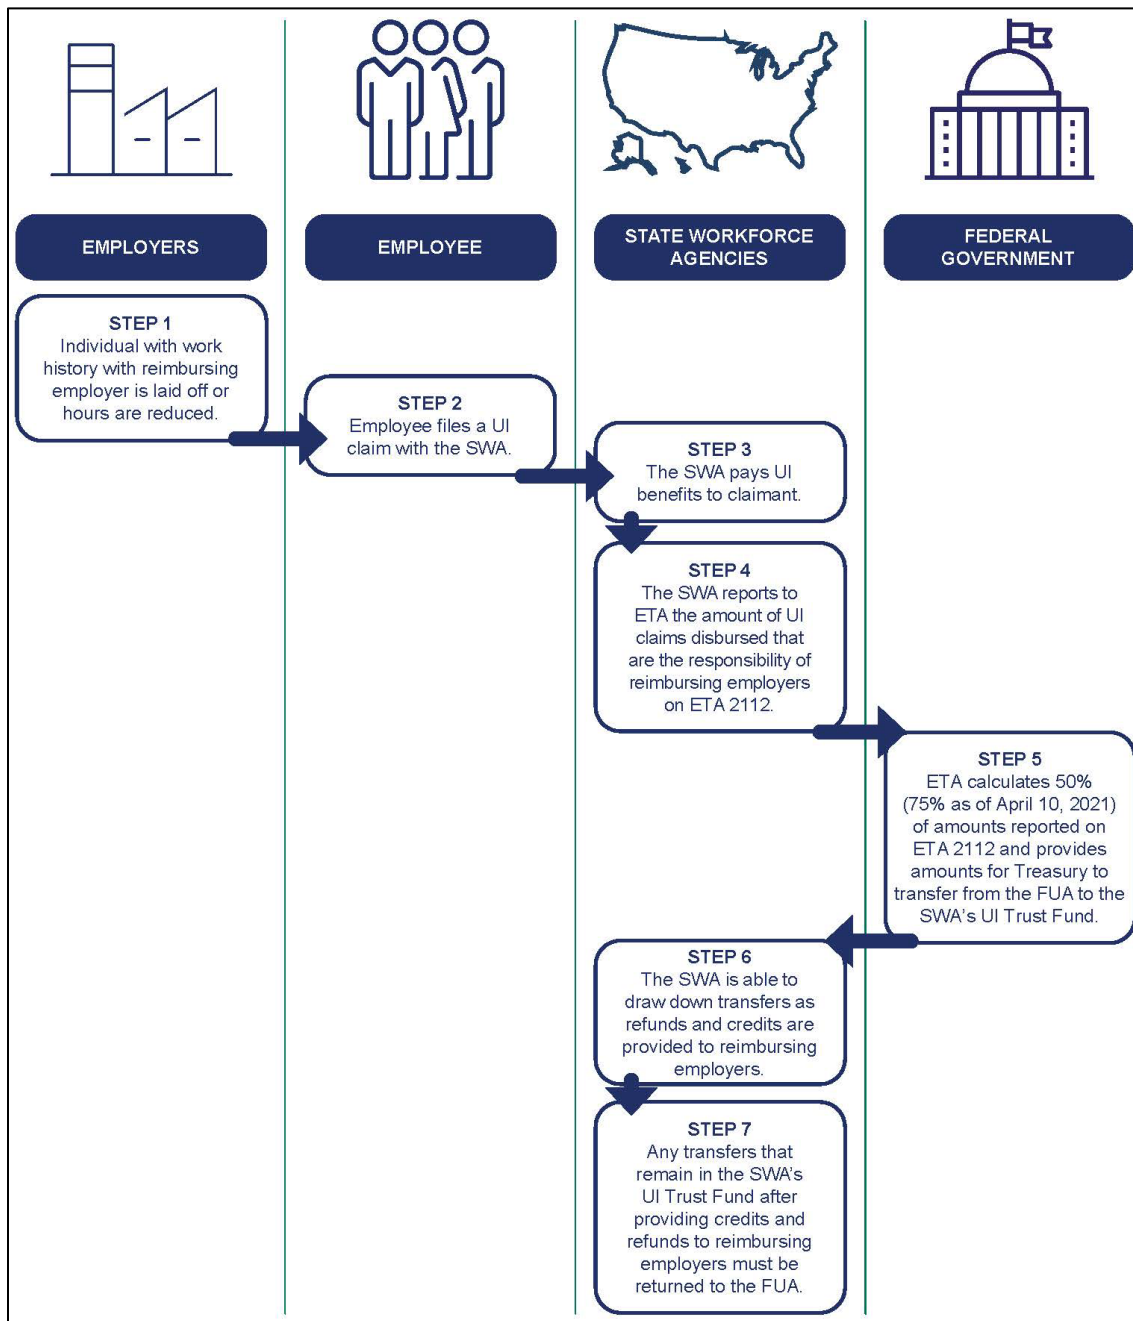 EMPLOYERS
EMPLOYEE
STATE WORKFORCE
AGENCIES
FEDERAL
GOVERNMENT
STEP 1
Individual with work
history with reimbursing
employer is laid off or
hours are reduced.
STEP 2
Employee files a UI
claim with the SWA.
STEP 3
The SWA pays UI
benefits to claimant.
STEP 4
The SWA reports to
ETA the amount of UI
claims disbursed that
are the responsibility of
reimbursing employers
on ETA 2112.
STEP 5
ETA calculates 50%
(75% as of April 10, 2021)
of amounts reported on
ETA 2112 and provides
amounts for Treasury to
transfer from the FUA to the
SWA's UI Trust Fund.
STEP 6
The SWA is able to
draw down transfers as
refunds and credits are
provided to reimbursing
employers.
STEP 7
Any transfers that
remain in the SWA's
UI Trust Fund after
providing credits and
refunds to reimbursing
employers must be
returned to the FUA.